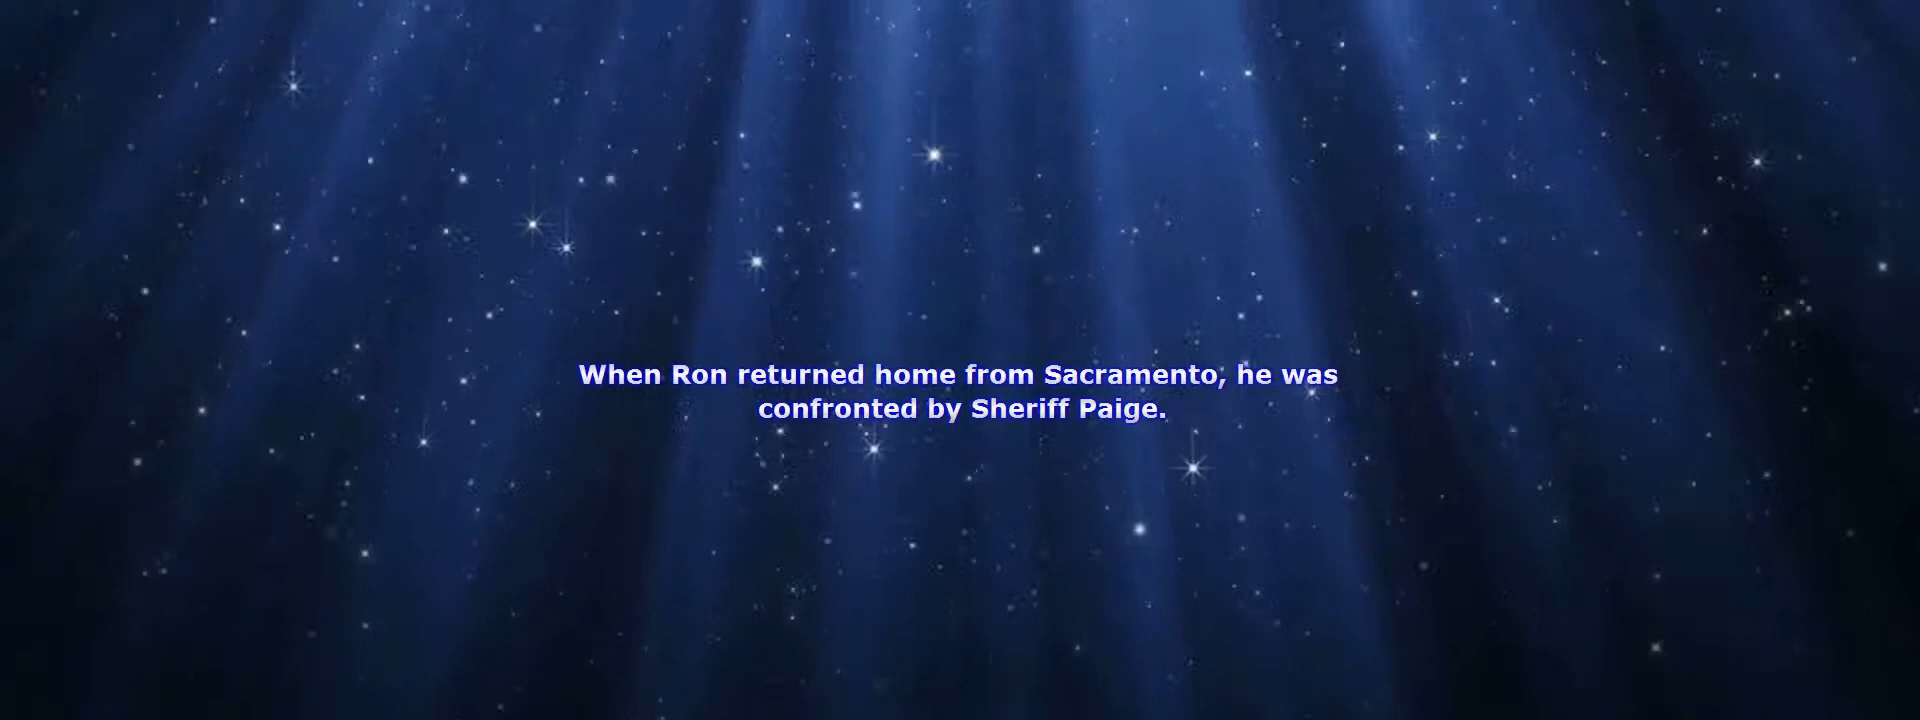 When Ron returned home from Sacramento, he was
confronted by Sheriff Paige.